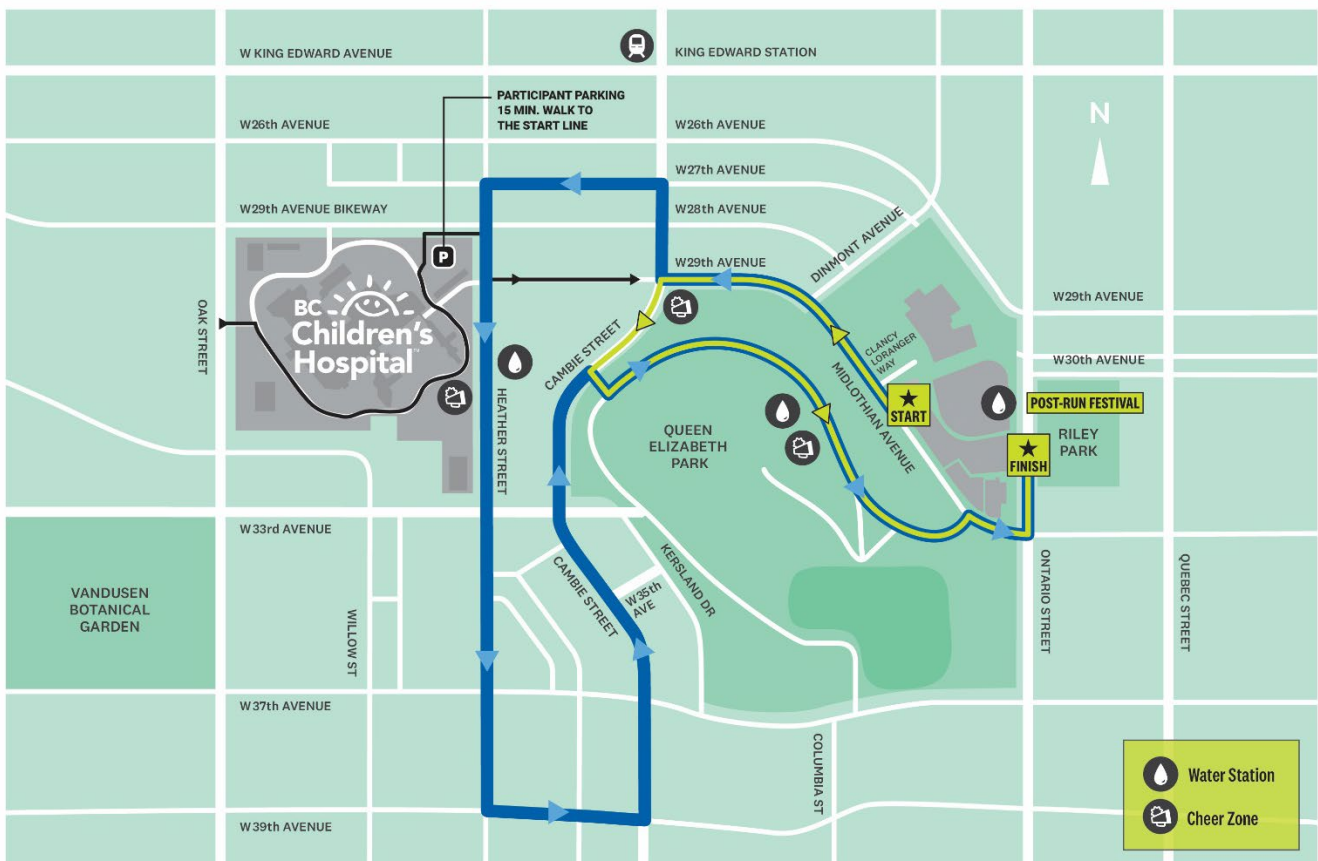 W KING EDWARD AVENUE
KING EDWARD STATION
PARTICIPANT PARKING
15 MIN. WALK TO
THE START LINE
W26th AVENUE
W26th AVENUE
N
W27th AVENUE
W29th AVENUE BIKEWAY
W28th AVENUE
DINMONT AVENUE
P
W29th AVENUE
W29th AVENUE
OAK STREET
BC
Children's
Hospital™
CAMBIE STREET
CLANCY
LORANGER
WAY
W30th AVENUE
HEATHER STREET
MIDLOTHIAN AVENUE
START
POST-RUN FESTIVAL
QUEEN
ELIZABETH
PARK
RILEY
PARK
FINISH
W33rd AVENUE
KERSLAND DR
CAMBIE STREET
W35th
AVE
ONTARIO STREET
QUEBEC STREET
VANDUSEN
BOTANICAL
GARDEN
WILLOW ST
W37th AVENUE
COLUMBIA ST
Water Station
Cheer Zone
W39th AVENUE